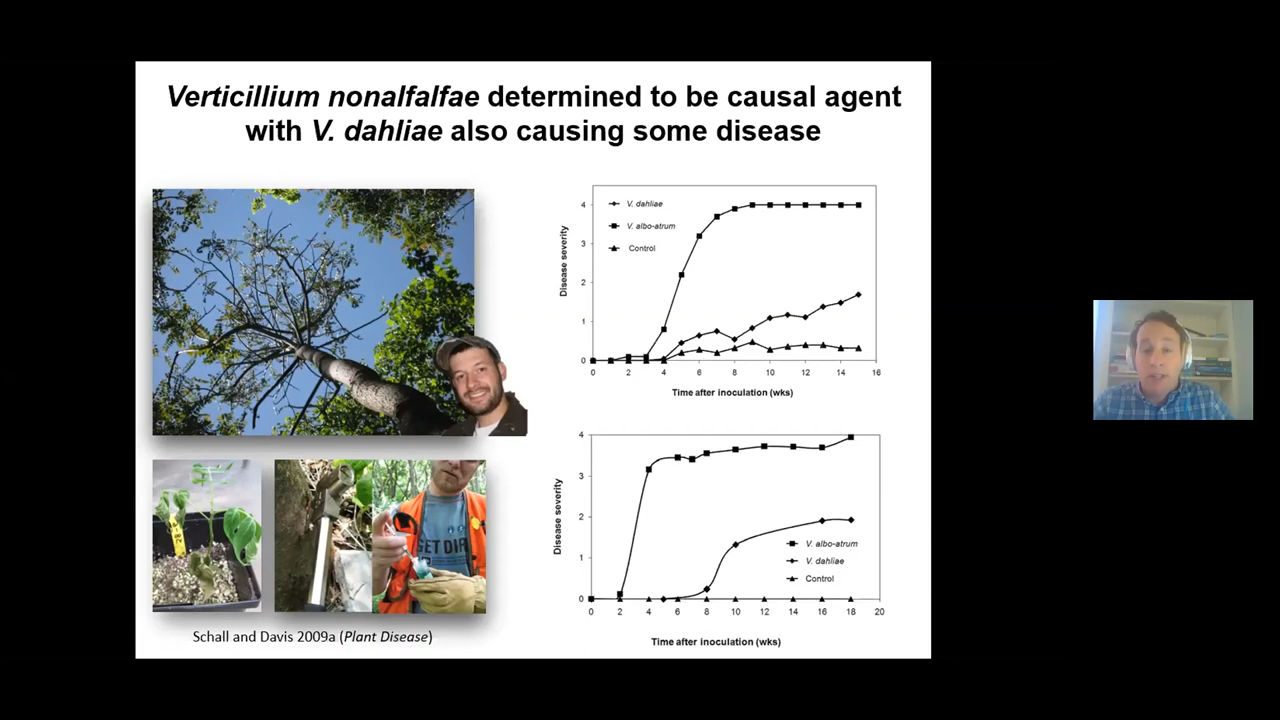 Verticillium nonalfalfae determined to be causal agent
with V. dahliae also causing some disease
Disease severity
4
3
2
1
0
V. dahliae
V. albo-atrum
Control
0 2 4 6 8 10 12 14 16
Time after inoculation (wks)
GET DIR
Disease severity
4
3
2
1
0
V. albo-atrum
V. dahliae
Control
0 2 4 6 8 10 12 14 16 18 20
Time after inoculation (wks)
Schall and Davis 2009a (Plant Disease)